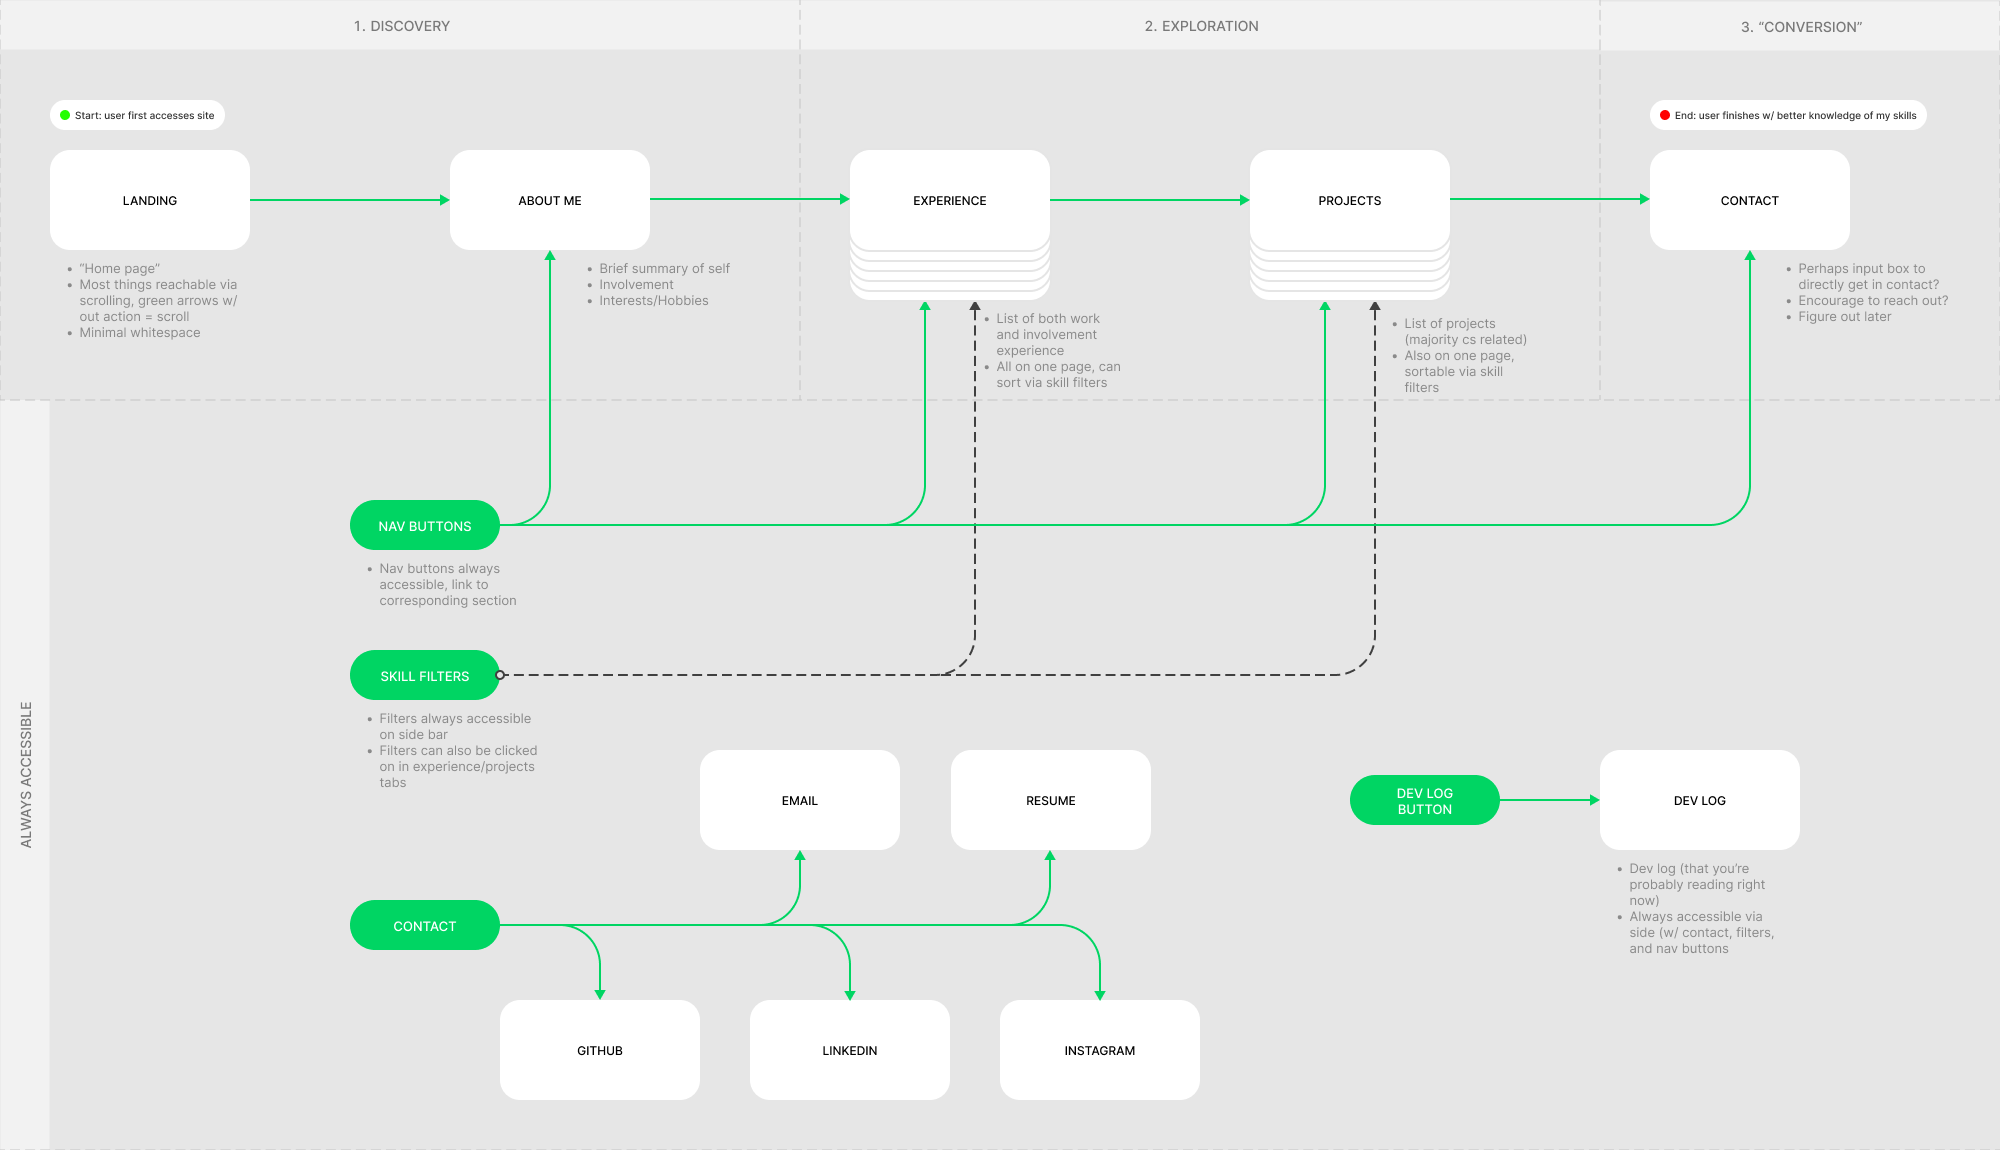 1. DISCOVERY
2. EXPLORATION
3. “CONVERSION”
Start: user first accesses site
End: user finishes w/ better knowledge of my skills
LANDING
ABOUT ME
EXPERIENCE
PROJECTS
CONTACT
• “Home page”
• Most things reachable via
scrolling, green arrows w/
out action = scroll
• Minimal whitespace
• Brief summary of self
• Involvement
• Interests/Hobbies
• List of both work
and involvement
experience
• All on one page, can
sort via skill filters
• List of projects
(majority cs related)
• Also on one page,
sortable via skill
filters
• Perhaps input box to
directly get in contact?
• Encourage to reach out?
• Figure out later
ALWAYS ACCESSIBLE
NAV BUTTONS
• Nav buttons always
accessible, link to
corresponding section
SKILL FILTERS
• Filters always accessible
on side bar
• Filters can also be clicked
on in experience/projects
tabs
EMAIL
RESUME
DEV LOG
BUTTON
DEV LOG
• Dev log (that you’re
probably reading right
now)
• Always accessible via
side (w/ contact, filters,
and nav buttons
CONTACT
GITHUB
LINKEDIN
INSTAGRAM